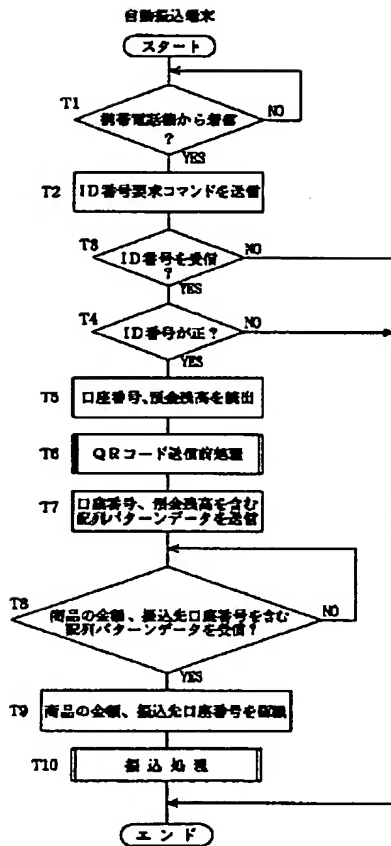 自動振込端末
スタート
T1
携帯電話機から着信
?
NO
YES
T2
ID番号要求コマンドを送信
T3
ID番号を受信
?
NO
YES
T4
ID番号が正?
NO
YES
T5
口座番号、預金残高を読出
T6
QRコード送信前処理
T7
口座番号、預金残高を含む
配列パターンデータを送信
T8
商品の金額、振込先口座番号を含む
配列パターンデータを受信?
NO
YES
T9
商品の金額、振込先口座番号を認識
T10
振込処理
エンド